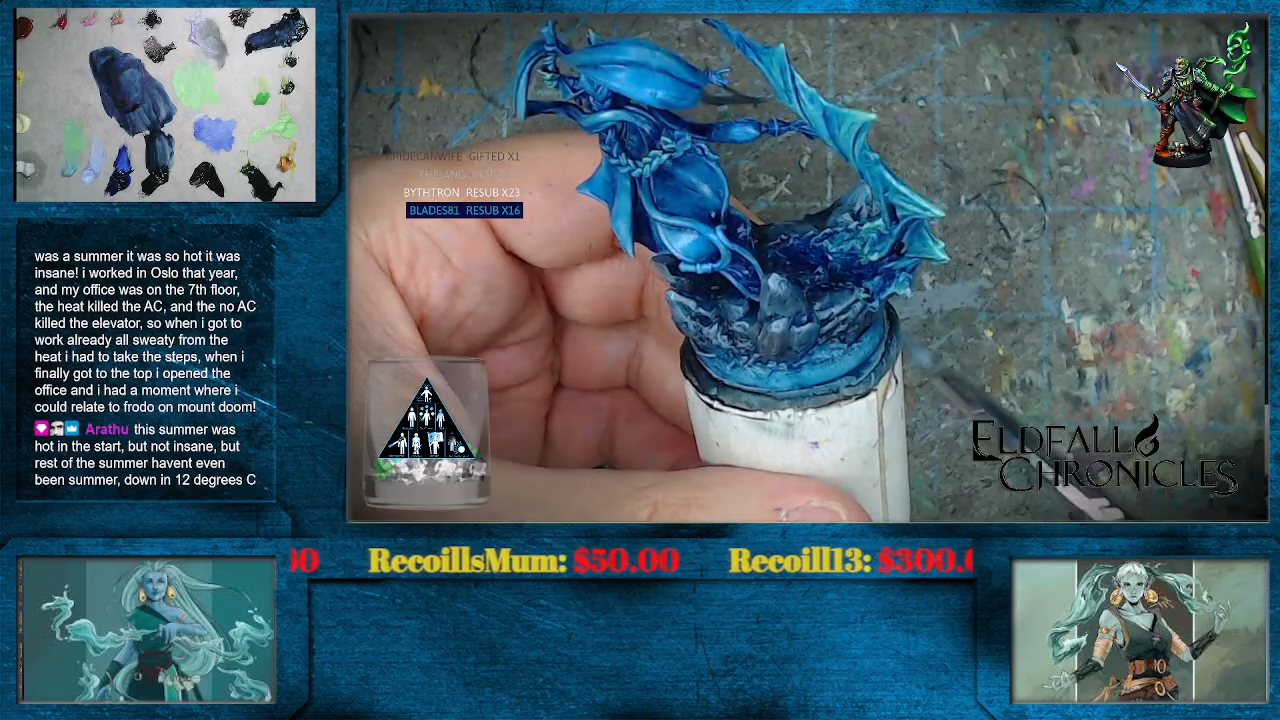 was a summer it was so hot it was
insane! i worked in Oslo that year,
and my office was on the 7th floor,
the heat killed the AC, and the no AC
killed the elevator, so when i got to
work already all sweaty from the
heat i had to take the steps, when i
finally got to the top i opened the
office and i had a moment where i
could relate to frodo on mount doom!
Arathu this summer was
hot in the start, but not insane, but
rest of the summer havent even
been summer, down in 12 degrees C
GIFTED X1
BYTHTRON RESUB X23
BLADES81 RESUB X16
ELDFALL
CHRONICLES
RecoillsMum: $50.00 Recoill13: $300.0